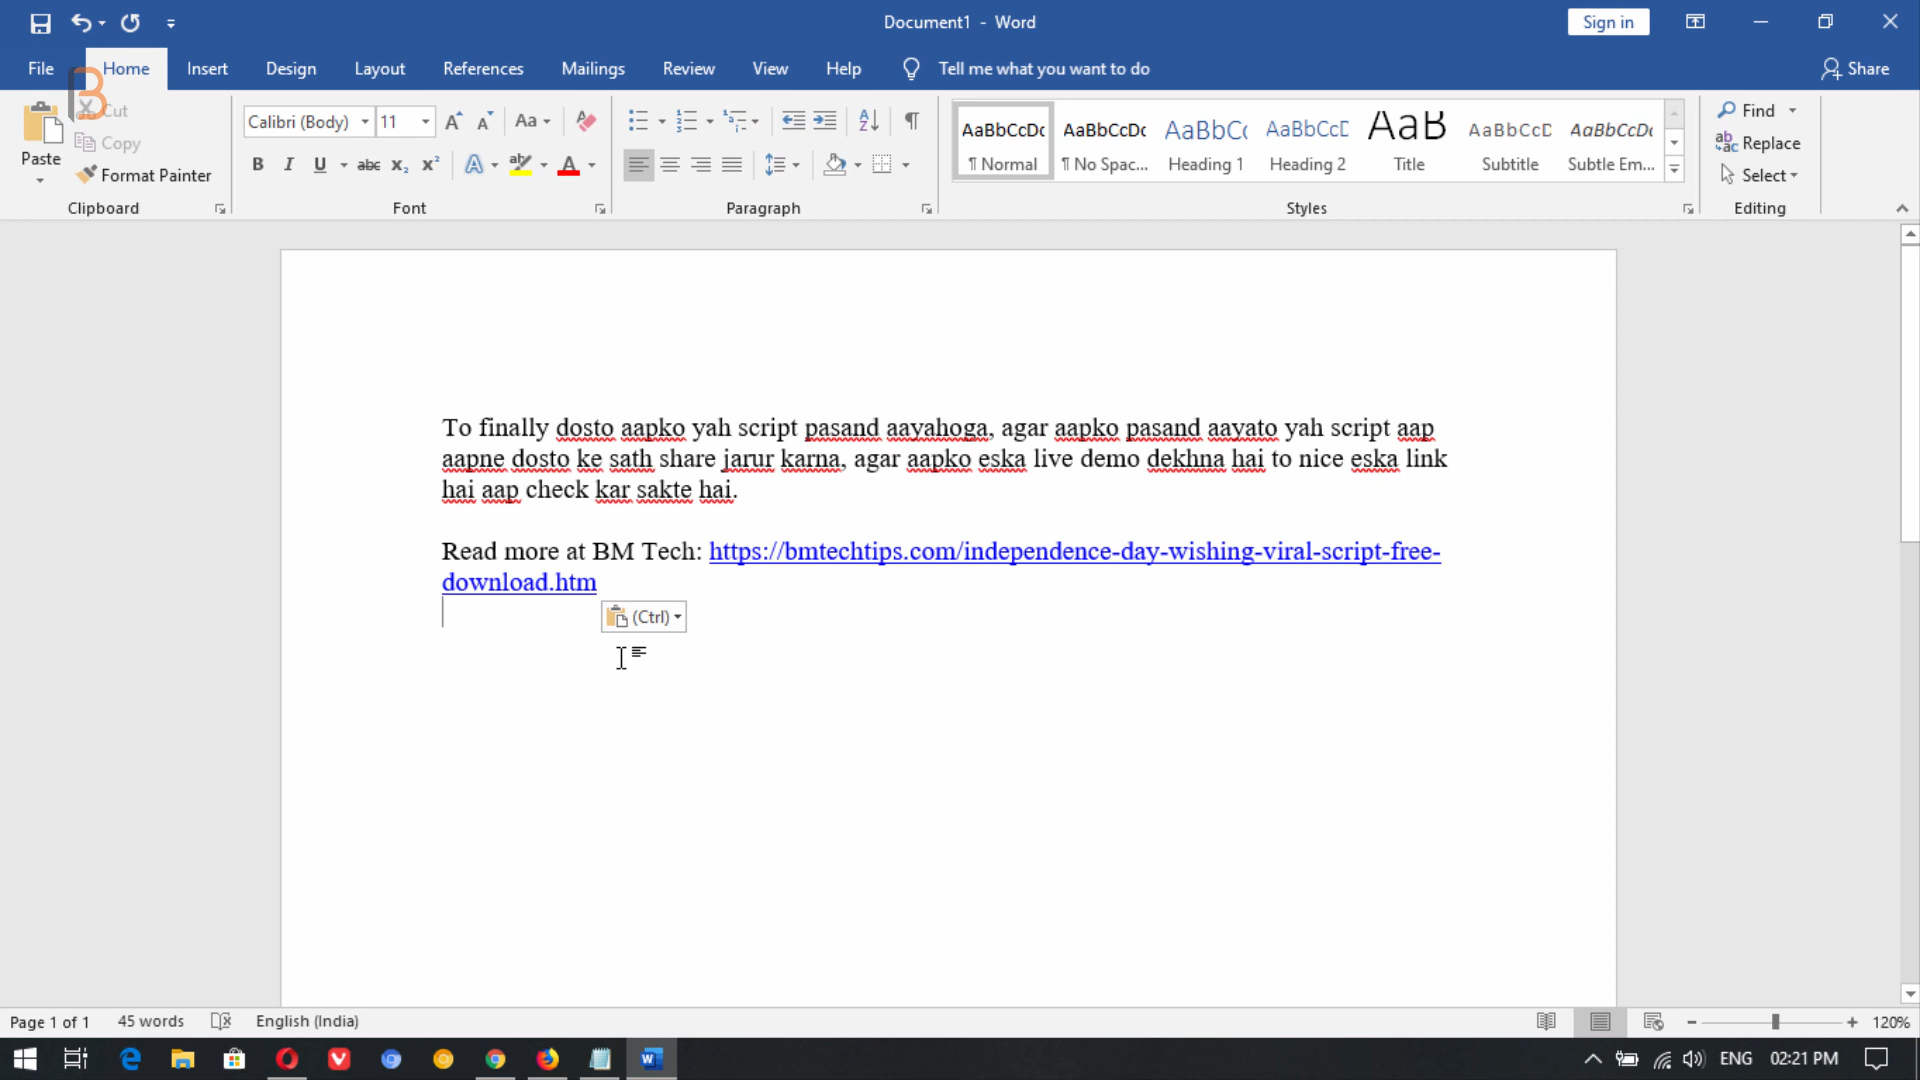 Document1 - Word
Sign in
File Home Insert Design Layout References Mailings Review View Help Tell me what you want to do Share
Paste
Cut
Copy
Format Painter
Clipboard
Calibri (Body) 11
Font
Paragraph
AaBbCcDc AaBbCcDc AaBbCc AaBbCcD AaB AaBbCcD AaBbCcDc
¶ Normal ¶ No Spac... Heading 1 Heading 2 Title Subtitle Subtle Em...
Styles
Find
Replace
Select
Editing
To finally dosto aapko yah script pasand aayahoga, agar aapko pasand aayato yah script aap
aapne dosto ke sath share jarur karna, agar aapko eska live demo dekhna hai to nice eska link
hai aap check kar sakte hai.
Read more at BM Tech: https://bmtechtips.com/independence-day-wishing-viral-script-free-
download.htm
(Ctrl)
Page 1 of 1 45 words English (India) 120%
ENG 02:21 PM